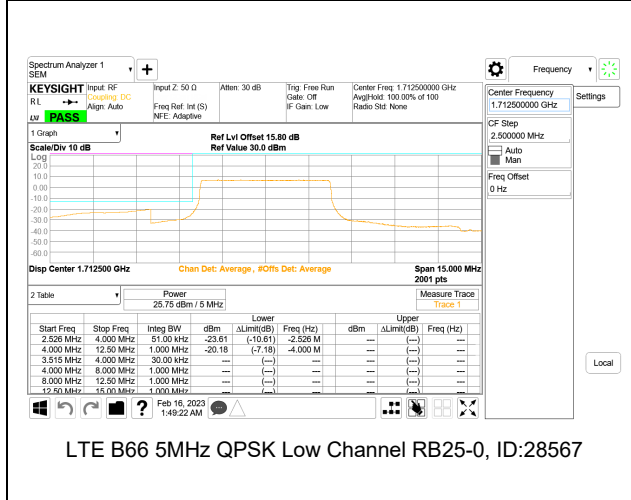 Spectrum Analyzer 1
SEM
+
Frequency
KEYSIGHT
Input: RF
Coupling: DC
Align: Auto
Input Z: 50 Ω
Freq Ref: Int (S)
NFE: Adaptive
Atten: 30 dB
Trig: Free Run
Gate: Off
IF Gain: Low
Center Freq: 1.712500000 GHz
Avg|Hold: 100.00% of 100
Radio Std: None
RL
LXI PASS
Center Frequency
1.712500000 GHz
Settings
CF Step
2.500000 MHz
Auto
Man
Freq Offset
0 Hz
Local
1 Graph
Scale/Div 10 dB
Ref Lvl Offset 15.80 dB
Ref Value 30.0 dBm
Log
20.0
10.0
0.00
-10.0
-20.0
-30.0
-40.0
-50.0
-60.0
Disp Center 1.712500 GHz
Chan Det: Average, #Offs Det: Average
Span 15.000 MHz
2001 pts
2 Table
Power
25.75 dBm / 5 MHz
Measure Trace
Trace 1
Lower Upper
Start Freq Stop Freq Integ BW dBm ΔLimit(dB) Freq (Hz) dBm ΔLimit(dB) Freq (Hz)
2.526 MHz 4.000 MHz 51.00 kHz -23.61 (-10.61) -2.526 M --- (---)
4.000 MHz 12.50 MHz 1.000 MHz -20.18 (-7.18) -4.000 M --- (---)
3.515 MHz 4.000 MHz 30.00 kHz --- (---) --- (---)
4.000 MHz 8.000 MHz 1.000 MHz --- (---) --- (---)
8.000 MHz 12.50 MHz 1.000 MHz --- (---) --- (---)
12.50 MHz 15.00 MHz 1.000 MHz --- (---) --- (---)
?
Feb 16, 2023
1:49:22 AM
LTE B66 5MHz QPSK Low Channel RB25-0, ID:28567